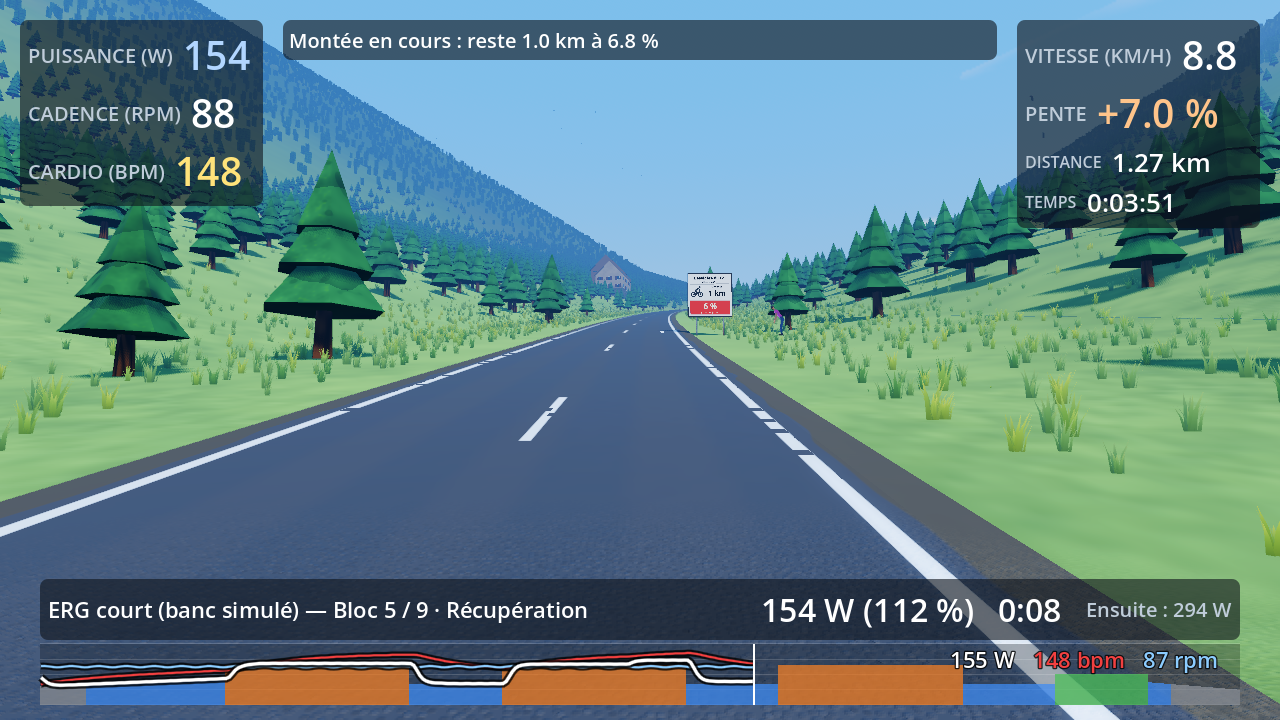 PUISSANCE (W) 154
CADENCE (RPM) 88
CARDIO (BPM) 148
Montée en cours : reste 1.0 km à 6.8 %
VITESSE (KM/H) 8.8
PENTE +7.0 %
DISTANCE 1.27 km
TEMPS 0:03:51
1 km
6 %
ERG court (banc simulé) — Bloc 5 / 9 · Récupération
154 W (112 %) 0:08 Ensuite : 294 W
155 W 148 bpm 87 rpm